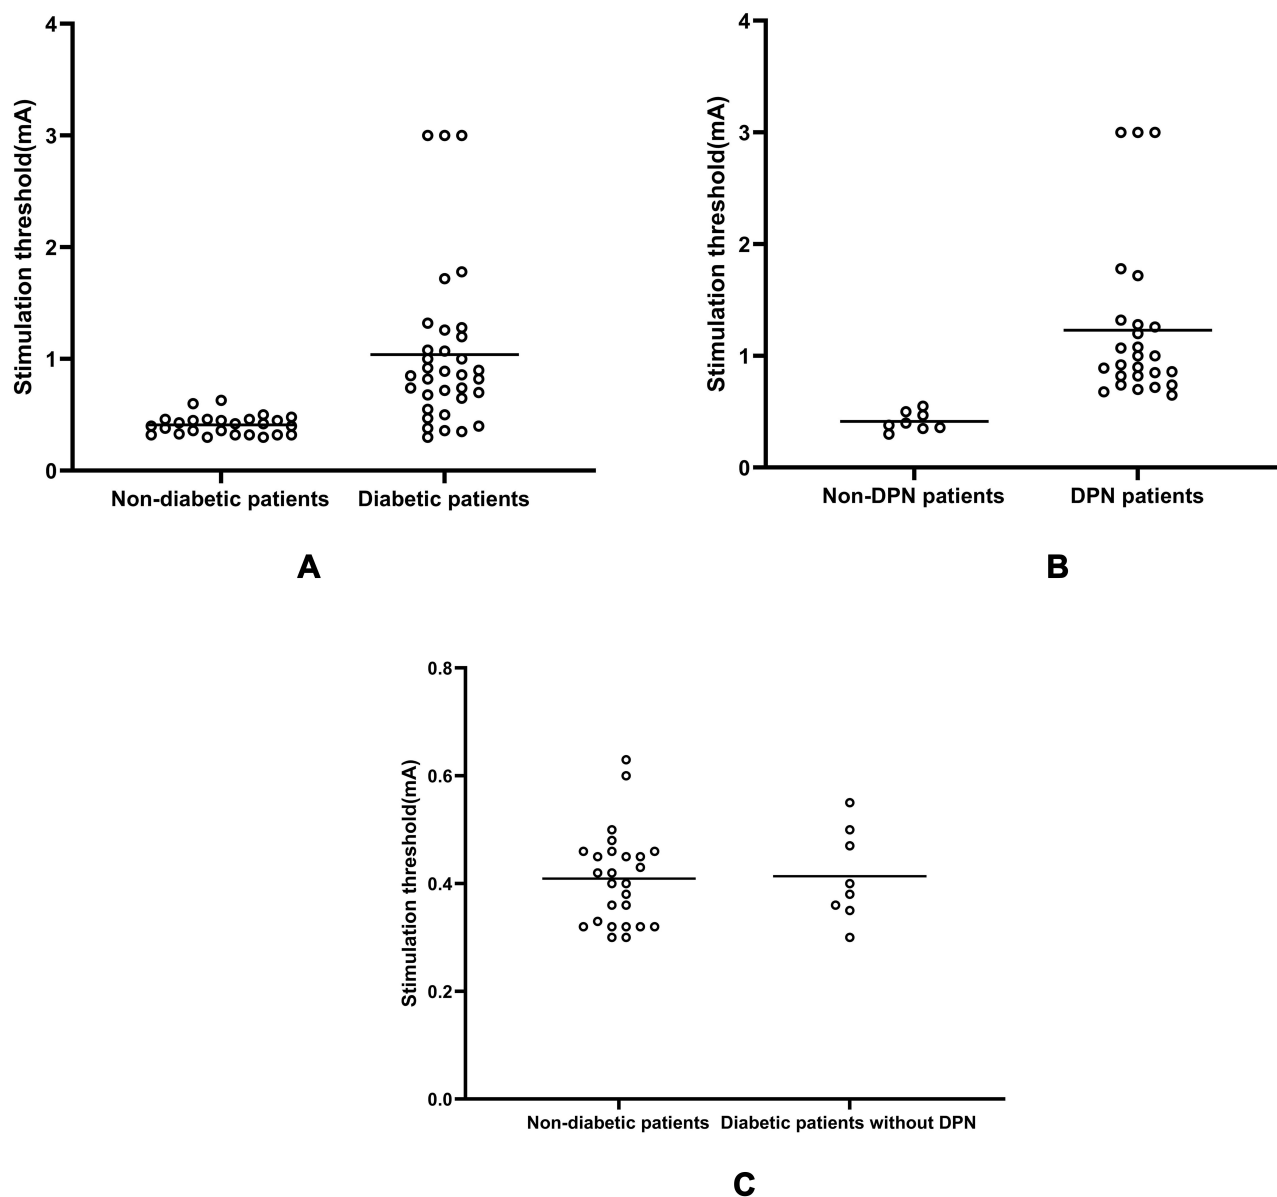 4
3
2
1
0
Stimulation threshold(mA)
Non-diabetic patients
Diabetic patients
A
4
3
2
1
0
Stimulation threshold(mA)
Non-DPN patients
DPN patients
B
0.8
0.6
0.4
0.2
0.0
Stimulation threshold(mA)
Non-diabetic patients
Diabetic patients without DPN
C